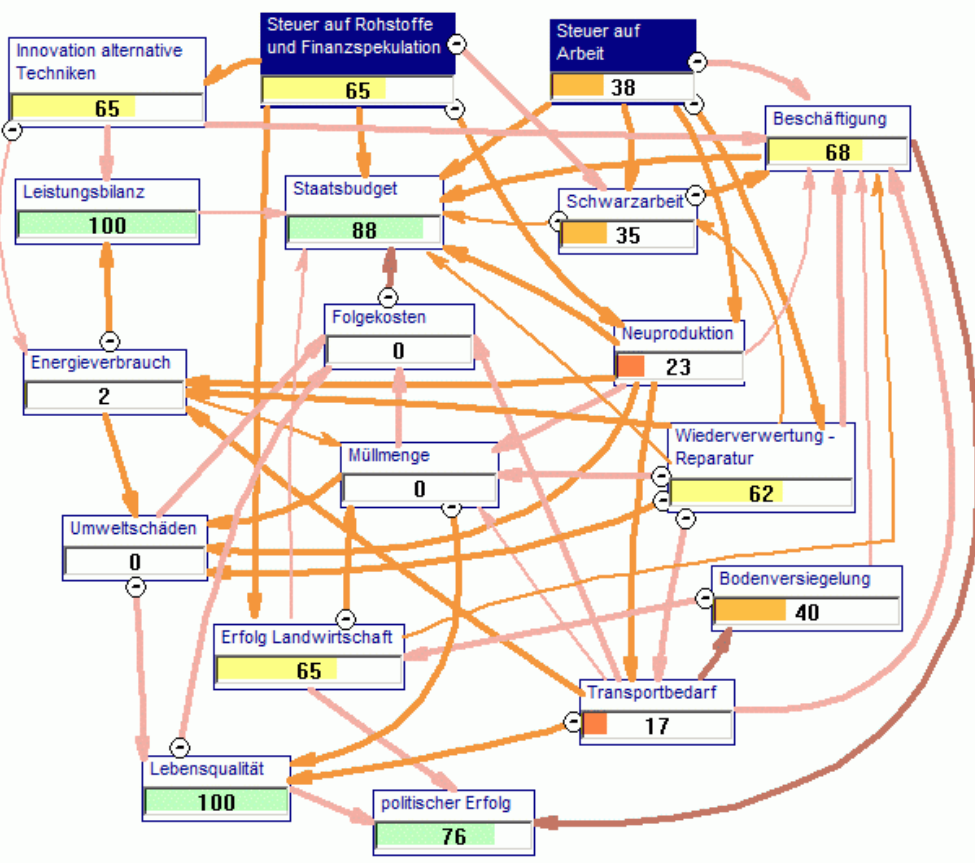 Steuer auf Rohstoffe
und Finanzspekulation
65
Steuer auf
Arbeit
38
Innovation alternative
Techniken
65
Beschäftigung
68
Leistungsbilanz
100
Staatsbudget
88
Schwarzarbeit
35
Folgekosten
0
Neuproduktion
23
Energieverbrauch
2
Müllmenge
0
Wiederverwertung -
Reparatur
62
Umweltschäden
0
Bodenversiegelung
40
Erfolg Landwirtschaft
65
Transportbedarf
17
Lebensqualität
100
politischer Erfolg
76